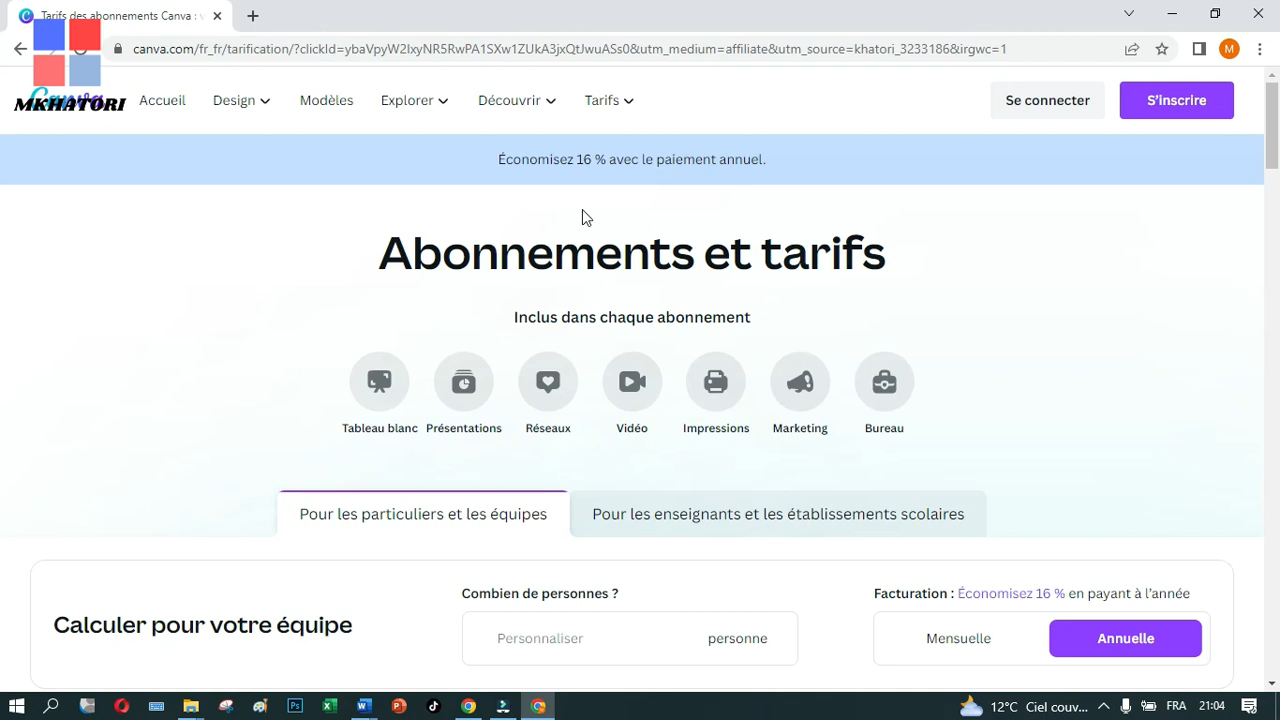 Tarifs des abonnements Canva :
canva.com/fr_fr/tarification/?clickId=ybaVpyW2IxyNR5RwPA1SXw1ZUkA3jxQtJwuASs0&utm_medium=affiliate&utm_source=khatori_3233186&irgwc=1
M
MKHATORI
Accueil
Design
Modèles
Explorer
Découvrir
Tarifs
Se connecter
S'inscrire
Économisez 16 % avec le paiement annuel.
Abonnements et tarifs
Inclus dans chaque abonnement
Tableau blanc
Présentations
Réseaux
Vidéo
Impressions
Marketing
Bureau
Pour les particuliers et les équipes
Pour les enseignants et les établissements scolaires
Calculer pour votre équipe
Combien de personnes ?
Personnaliser
personne
Facturation : Économisez 16 % en payant à l'année
Mensuelle
Annuelle
12°C Ciel couv...
FRA
21:04